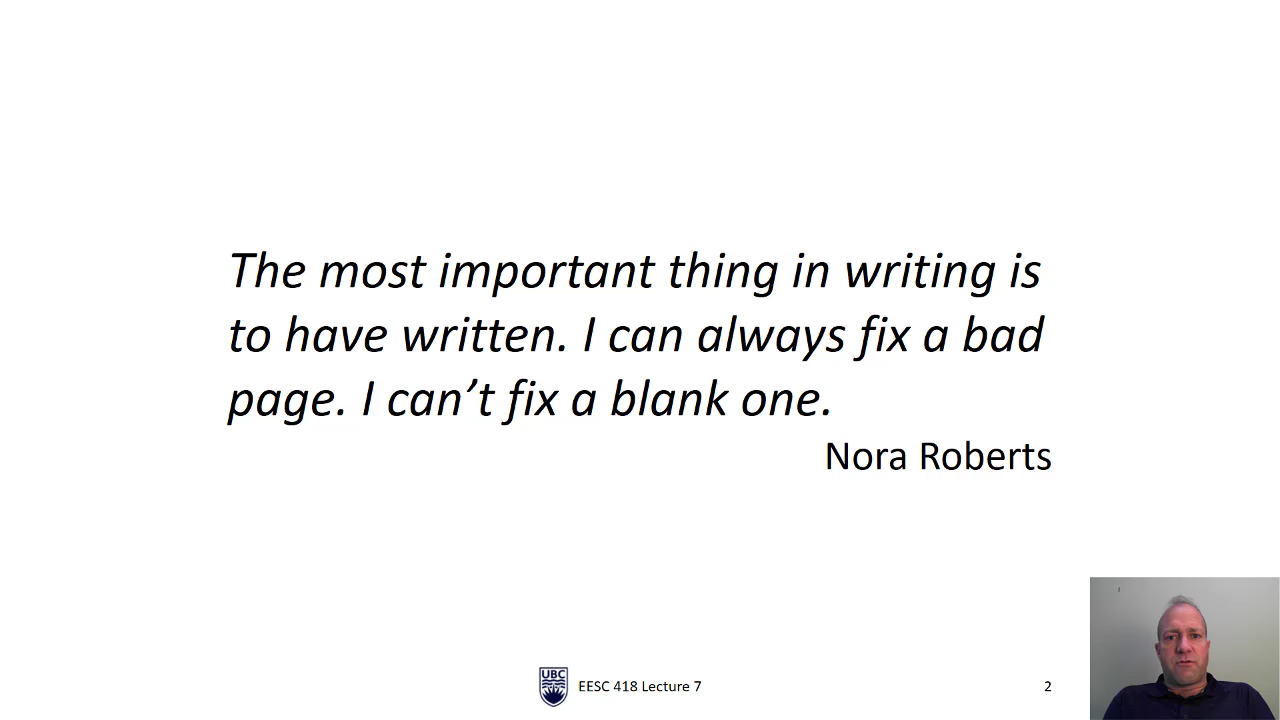 The most important thing in writing is
to have written. I can always fix a bad
page. I can’t fix a blank one.
Nora Roberts
UBC
EESC 418 Lecture 7
2